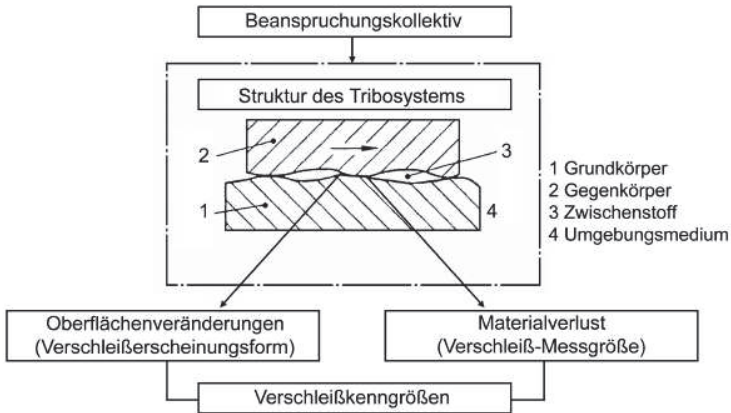 Beanspruchungskollektiv
Struktur des Tribosystems
2
3
1
4
1 Grundkörper
2 Gegenkörper
3 Zwischenstoff
4 Umgebungsmedium
Oberflächenveränderungen
(Verschleißerscheinungsform)
Materialverlust
(Verschleiß-Messgröße)
Verschleißkenngrößen